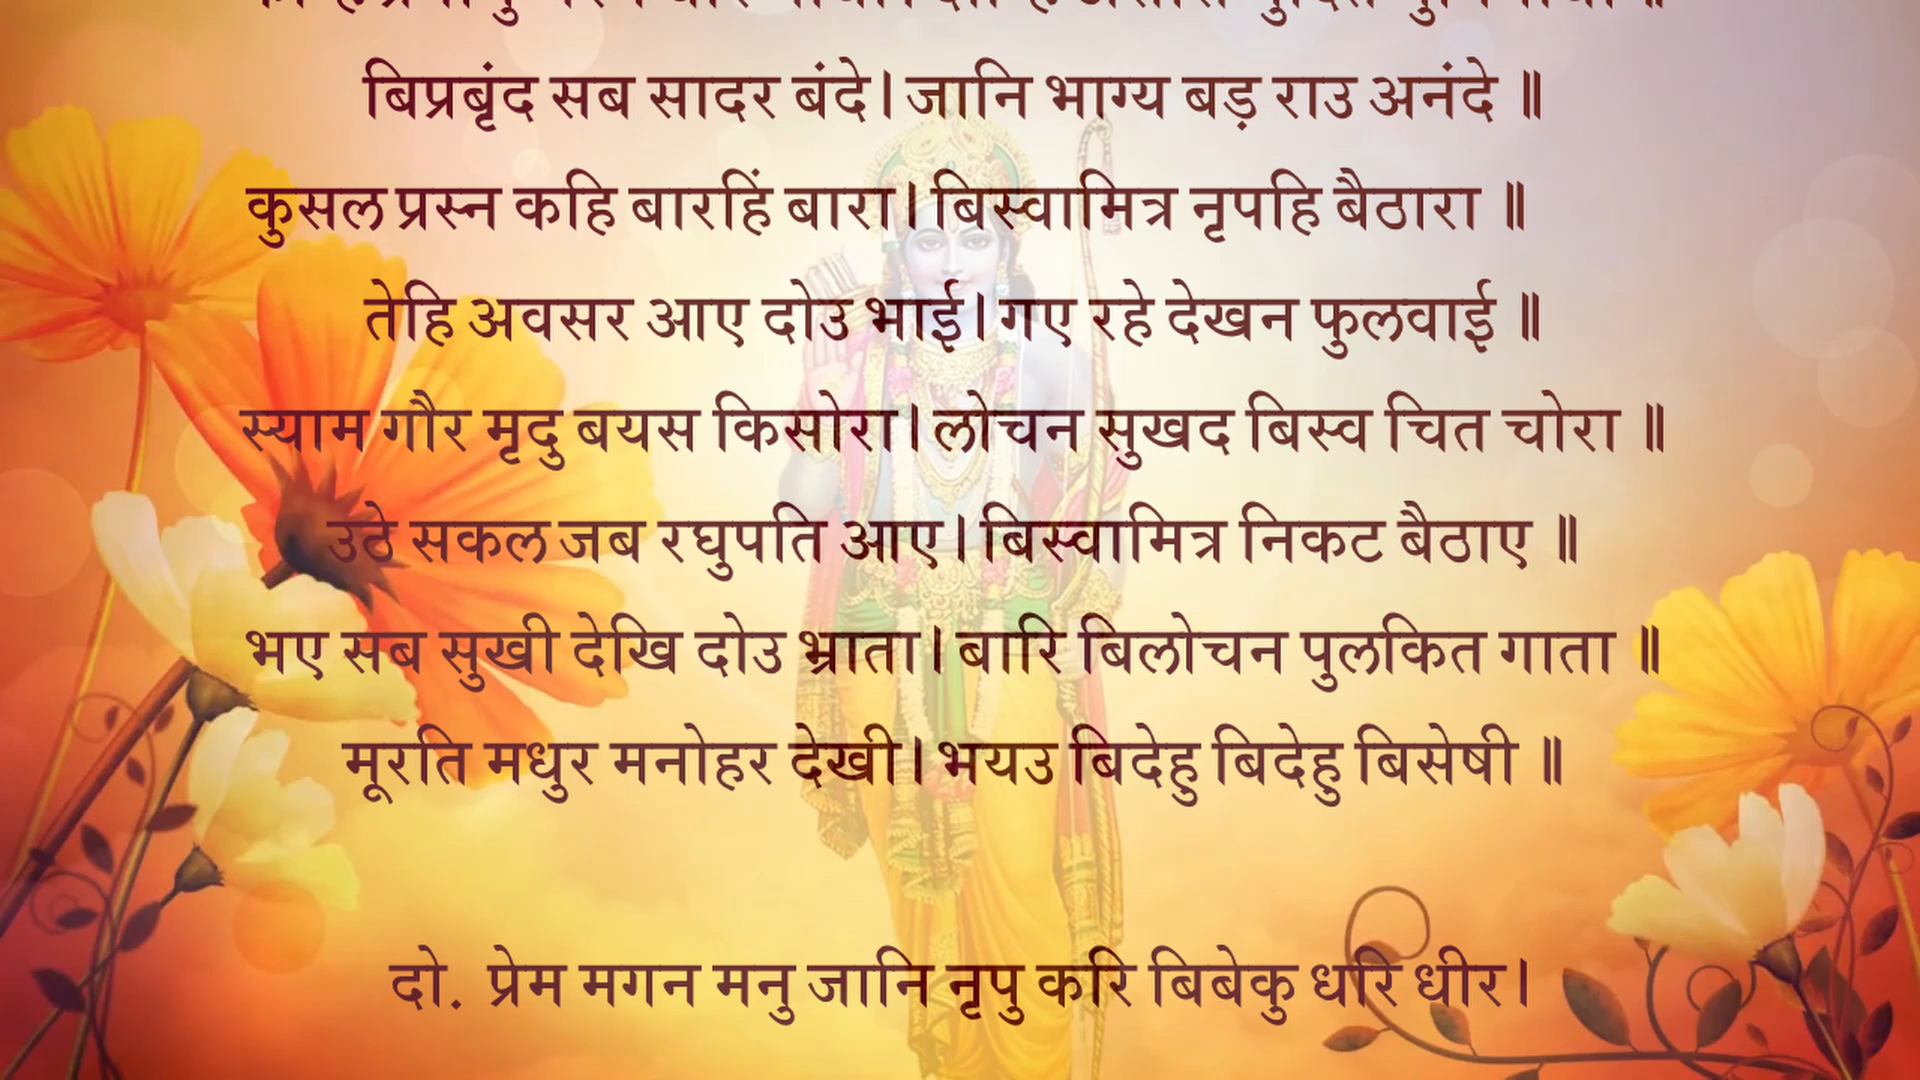 बिप्रबृंद सब सादर बंदे। जानि भाग्य बड़ राउ अनंदे ॥
कुसल प्रस्न कहि बारहिं बारा। बिस्वामित्र नृपहि बैठारा ॥
तेहि अवसर आए दोउ भाई। गए रहे देखन फुलवाई ॥
स्याम गौर मृदु बयस किसोरा। लोचन सुखद बिस्व चित चोरा ॥
उठे सकल जब रघुपति आए। बिस्वामित्र निकट बैठाए ॥
भए सब सुखी देखि दोउ भ्राता। बारि बिलोचन पुलकित गाता ॥
मूरति मधुर मनोहर देखी। भयउ बिदेहु बिदेहु बिसेषी ॥
दो. प्रेम मगन मनु जानि नृपु करि बिबेकु धरि धीर।